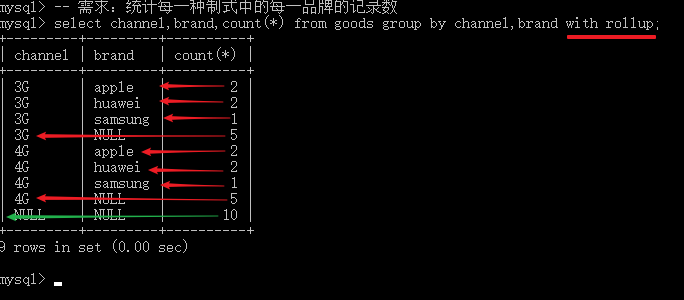 mysql> -- 需求：统计每一种制式中的每一品牌的记录数
mysql> select channel,brand,count(*) from goods group by channel,brand with rollup;
+---------+---------+----------+
| channel | brand | count(*) |
+---------+---------+----------+
| 3G | apple | 2 |
| 3G | huawei | 2 |
| 3G | samsung | 1 |
| 3G | NULL | 5 |
| 4G | apple | 2 |
| 4G | huawei | 2 |
| 4G | samsung | 1 |
| 4G | NULL | 5 |
| NULL | NULL | 10 |
+---------+---------+----------+
9 rows in set (0.00 sec)
mysql>